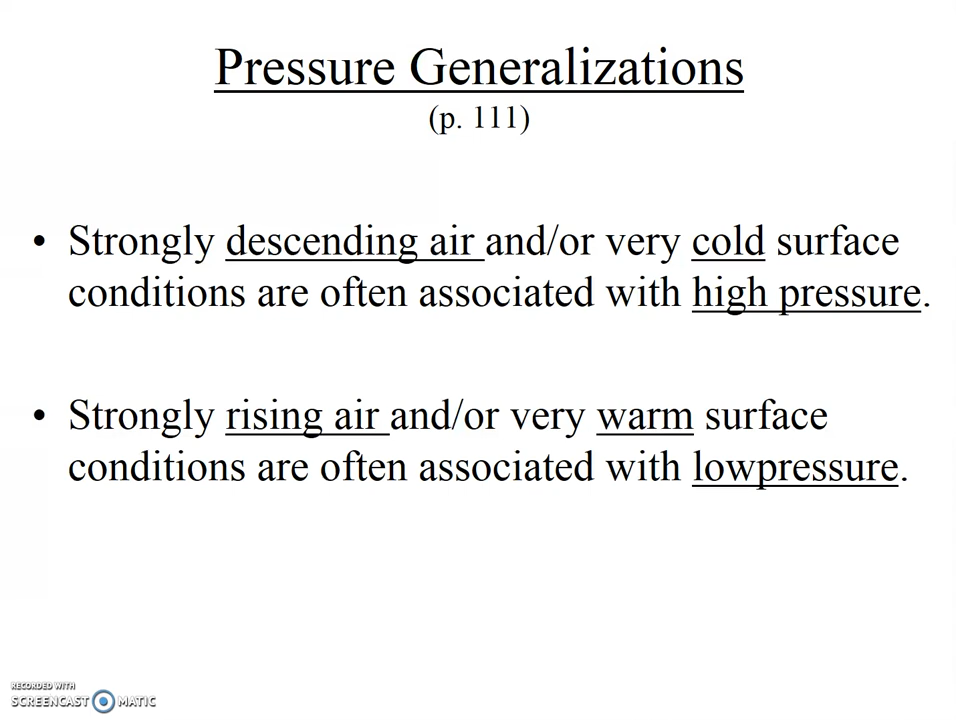 Pressure Generalizations
(p. 111)
• Strongly descending air and/or very cold surface
conditions are often associated with high pressure.
• Strongly rising air and/or very warm surface
conditions are often associated with lowpressure.
RECORDED WITH
SCREENCAST MATIC